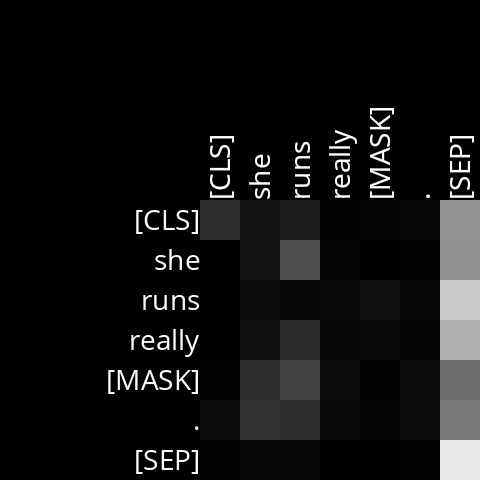 [CLS] she runs really [MASK] . [SEP]
[CLS]
she
runs
really
[MASK]
.
[SEP]